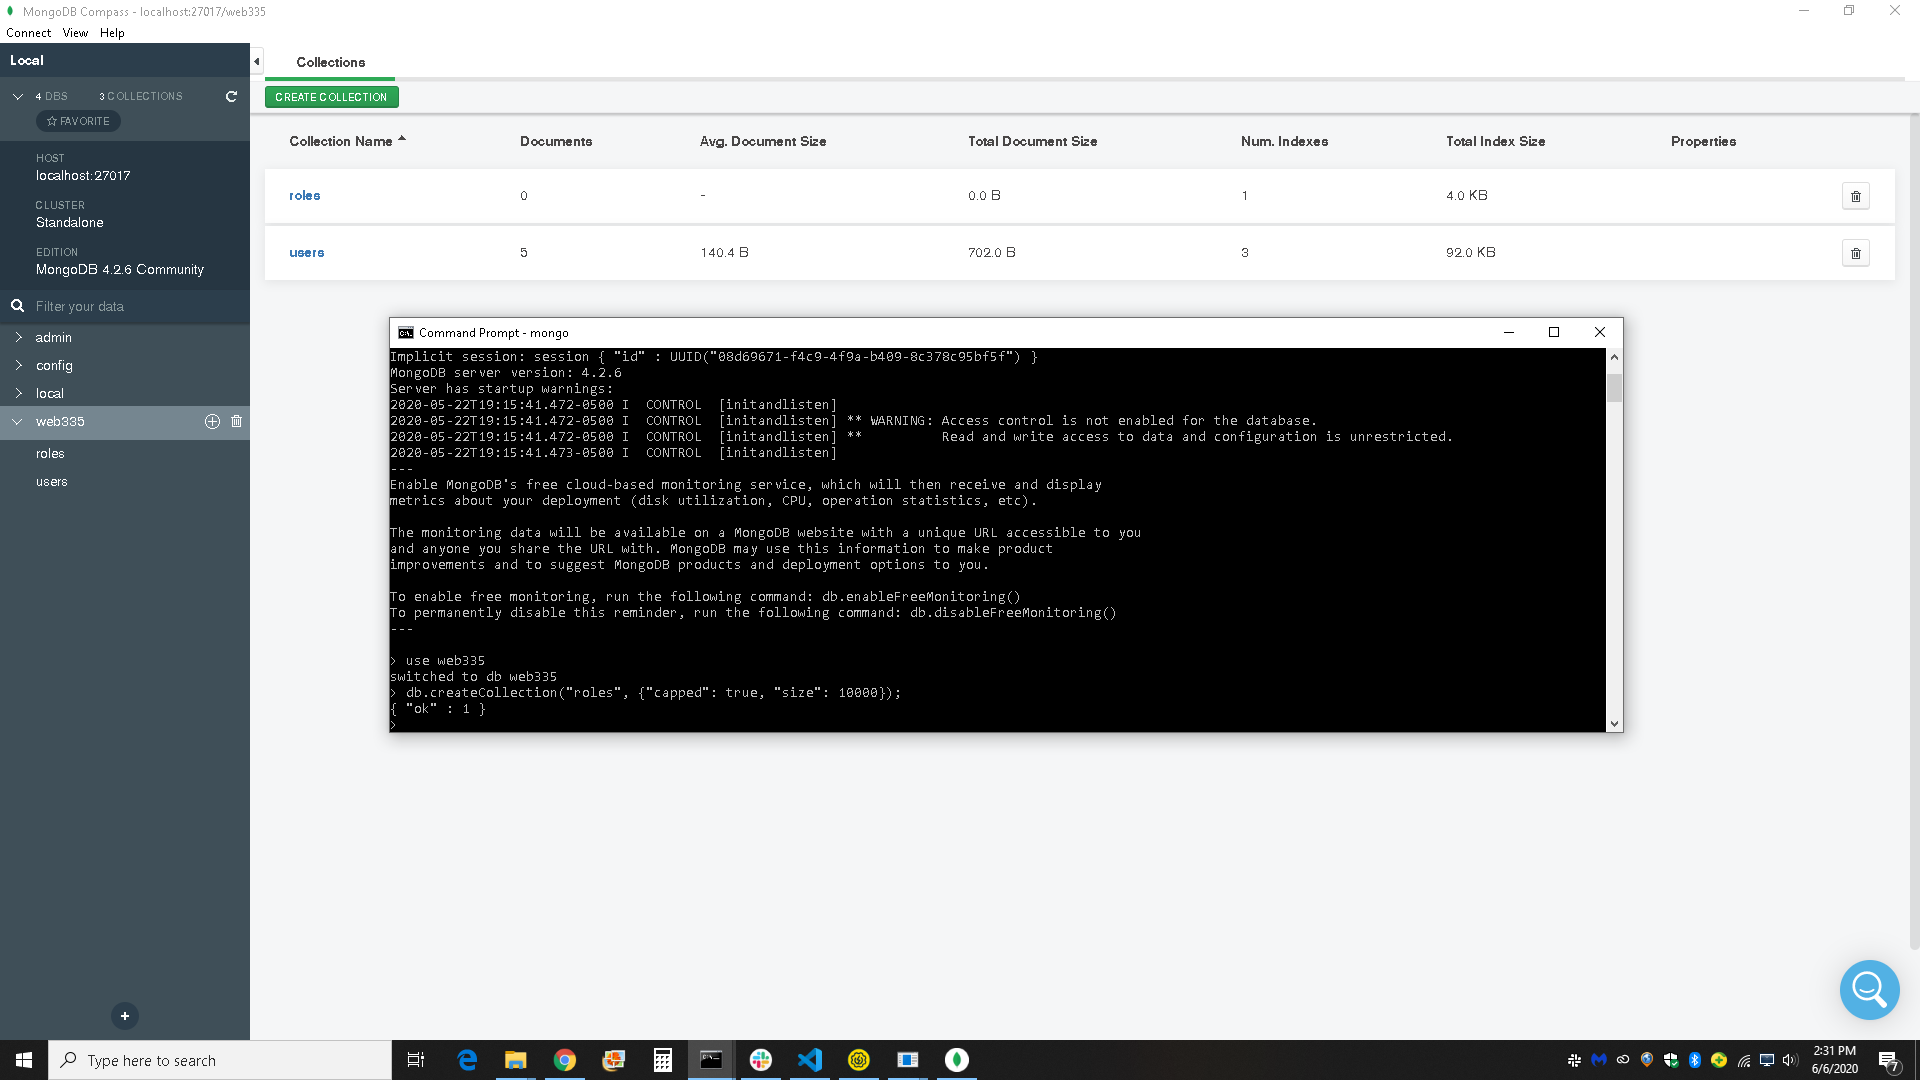 MongoDB Compass - localhost:27017/web335
Connect View Help
Local
4 DBS 3 COLLECTIONS
FAVORITE
HOST
localhost:27017
CLUSTER
Standalone
EDITION
MongoDB 4.2.6 Community
Filter your data
admin
config
local
web335
roles
users
Collections
CREATE COLLECTION
Collection Name Documents Avg. Document Size Total Document Size Num. Indexes Total Index Size Properties
roles 0 - 0.0 B 1 4.0 KB
users 5 140.4 B 702.0 B 3 92.0 KB
Command Prompt - mongo
Implicit session: session { "id" : UUID("08d69671-f4c9-4f9a-b409-8c378c95bf5f") }
MongoDB server version: 4.2.6
Server has startup warnings:
2020-05-22T19:15:41.472-0500 I  CONTROL  [initandlisten]
2020-05-22T19:15:41.472-0500 I  CONTROL  [initandlisten] ** WARNING: Access control is not enabled for the database.
2020-05-22T19:15:41.472-0500 I  CONTROL  [initandlisten] **          Read and write access to data and configuration is unrestricted.
2020-05-22T19:15:41.473-0500 I  CONTROL  [initandlisten]
---
Enable MongoDB's free cloud-based monitoring service, which will then receive and display
metrics about your deployment (disk utilization, CPU, operation statistics, etc).
The monitoring data will be available on a MongoDB website with a unique URL accessible to you
and anyone you share the URL with. MongoDB may use this information to make product
improvements and to suggest MongoDB products and deployment options to you.
To enable free monitoring, run the following command: db.enableFreeMonitoring()
To permanently disable this reminder, run the following command: db.disableFreeMonitoring()
---
> use web335
switched to db web335
> db.createCollection("roles", {"capped": true, "size": 10000});
{ "ok" : 1 }
>
Type here to search
2:31 PM
6/6/2020
7